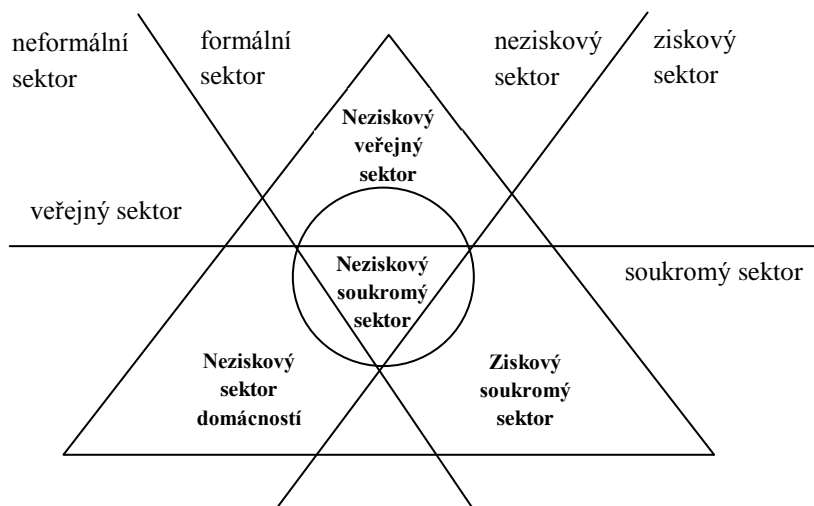 neformální
sektor
formální
sektor
neziskový
sektor
ziskový
sektor
Neziskový
veřejný
sektor
veřejný sektor
soukromý sektor
Neziskový
soukromý
sektor
Neziskový
sektor
domácností
Ziskový
soukromý
sektor